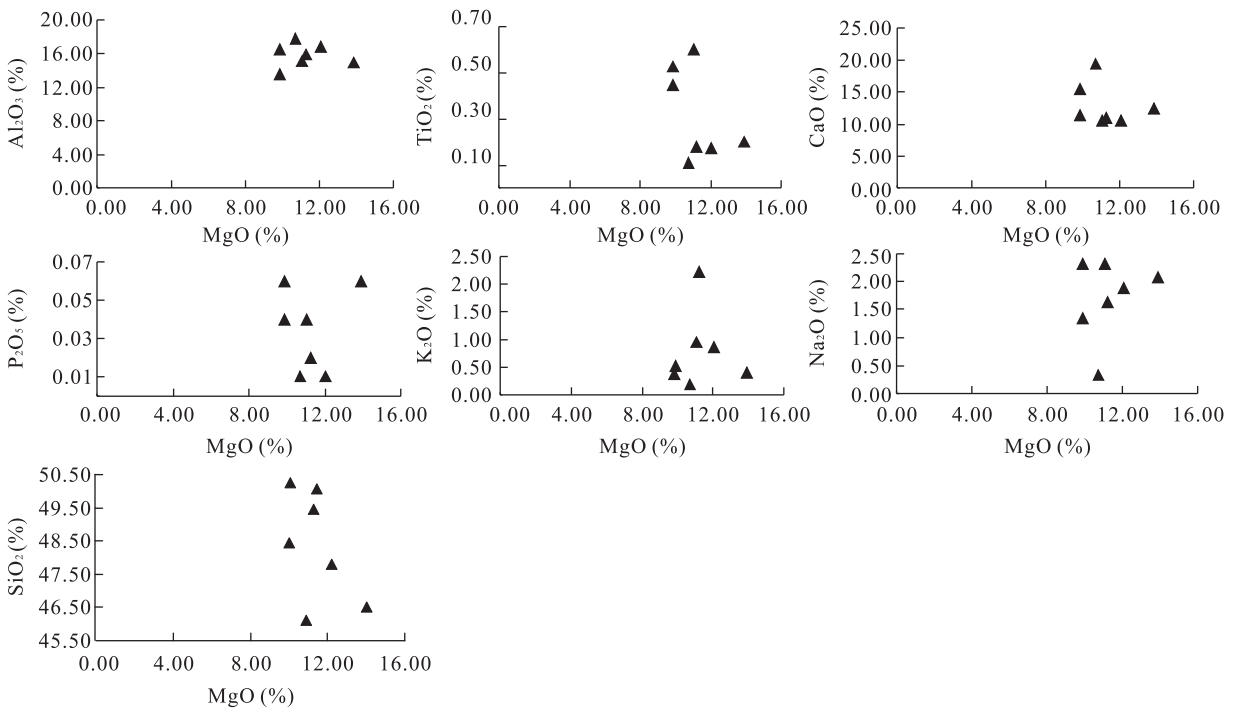 Al₂O₃ (%)
20.00
16.00
12.00
8.00
4.00
0.00
0.00 4.00 8.00 12.00 16.00
MgO (%)
TiO₂ (%)
0.70
0.50
0.30
0.10
0.00 4.00 8.00 12.00 16.00
MgO (%)
CaO (%)
25.00
20.00
15.00
10.00
5.00
0.00
0.00 4.00 8.00 12.00 16.00
MgO (%)
P₂O₅ (%)
0.07
0.05
0.03
0.01
0.00 4.00 8.00 12.00 16.00
MgO (%)
K₂O (%)
2.50
2.00
1.50
1.00
0.50
0.00
0.00 4.00 8.00 12.00 16.00
MgO (%)
Na₂O (%)
2.50
2.00
1.50
1.00
0.50
0.00
0.00 4.00 8.00 12.00 16.00
MgO (%)
SiO₂ (%)
50.50
49.50
48.50
47.50
46.50
45.50
0.00 4.00 8.00 12.00 16.00
MgO (%)